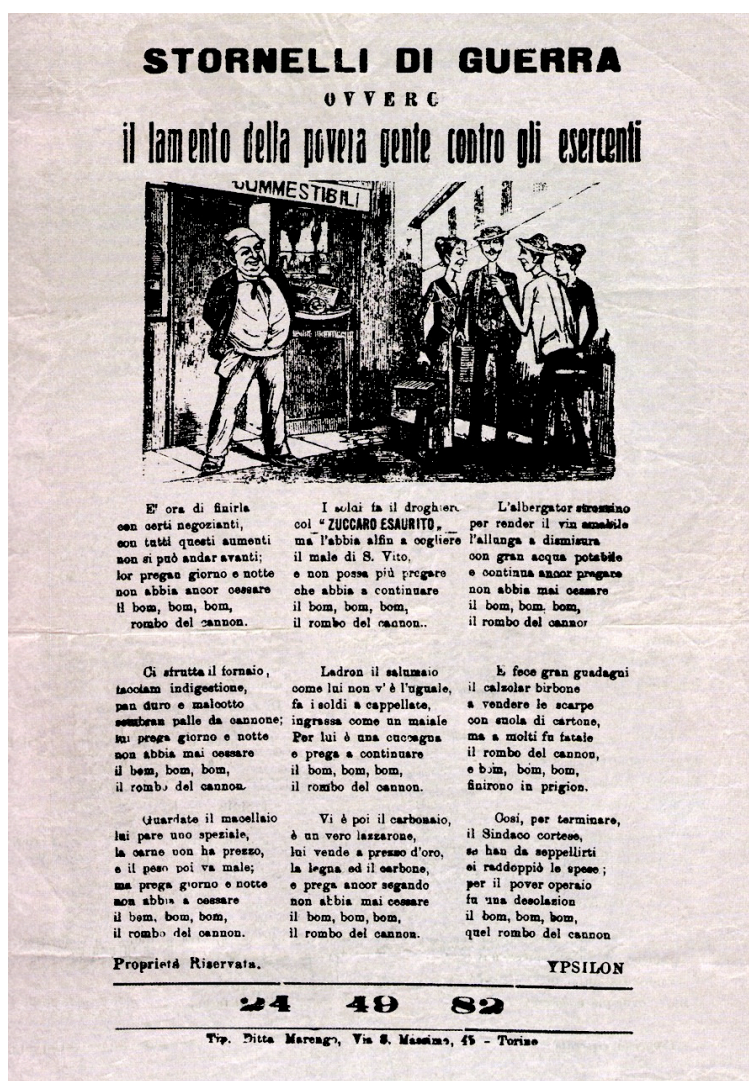 STORNELLI DI GUERRA
OVVERO
il lamento della povera gente contro gli esercenti
COMMESTIBILI
E' ora di finirla
con certi negozianti,
con tutti questi aumenti
non si può andar avanti;
lor pregan giorno e notte
non abbia ancor cessare
il bom, bom, bom,
rombo del cannon.
I soldi fa il droghiere
col "ZUCCARO ESAURITO„
ma l'abbia alfin a cogliere
il male di S. Vito,
e non possa più pregare
che abbia a continuare
il bom, bom, bom,
il rombo del cannon..
L'albergator strozzino
per render il vin amabile
l'allunga a dismisura
con gran acqua potabile
e continua ancor pregare
non abbia mai cessare
il bom, bom, bom,
il rombo del cannon
Ci sfrutta il fornaio,
facciam indigestione,
pan duro e malcotto
sembran palle da cannone;
lui prega giorno e notte
non abbia mai cessare
il bom, bom, bom,
il rombo del cannon.
Ladron il salumaio
come lui non v' è l'uguale,
fa i soldi a cappellate,
ingrassa come un maiale
Per lui è una cuccagna
e prega a continuare
il bom, bom, bom,
il rombo del cannon.
E fece gran guadagni
il calzolar birbone
a vendere le scarpe
con suola di cartone,
ma a molti fu fatale
il rombo del cannon,
e bom, bom, bom,
finirono in prigion.
Guardate il macellaio
lui pare uno speziale,
la carne non ha prezzo,
e il peso poi va male;
ma prega giorno e notte
non abbia a cessare
il bom, bom, bom,
il rombo del cannon.
Vi è poi il carbonaio,
è un vero lazzarone,
lui vende a prezzo d'oro,
la legna ed il carbone,
e prega ancor segando
non abbia mai cessare
il bom, bom, bom,
il rombo del cannon.
Così, per terminare,
il Sindaco cortese,
se han da seppellirti
ei raddoppiò le spese;
per il pover operaio
fu una desolazion
il bom, bom, bom,
quel rombo del cannon
Proprietà Riservata.
YPSILON
24 49 82
Tip. Ditta Marengo, Via S. Massimo, 45 - Torino